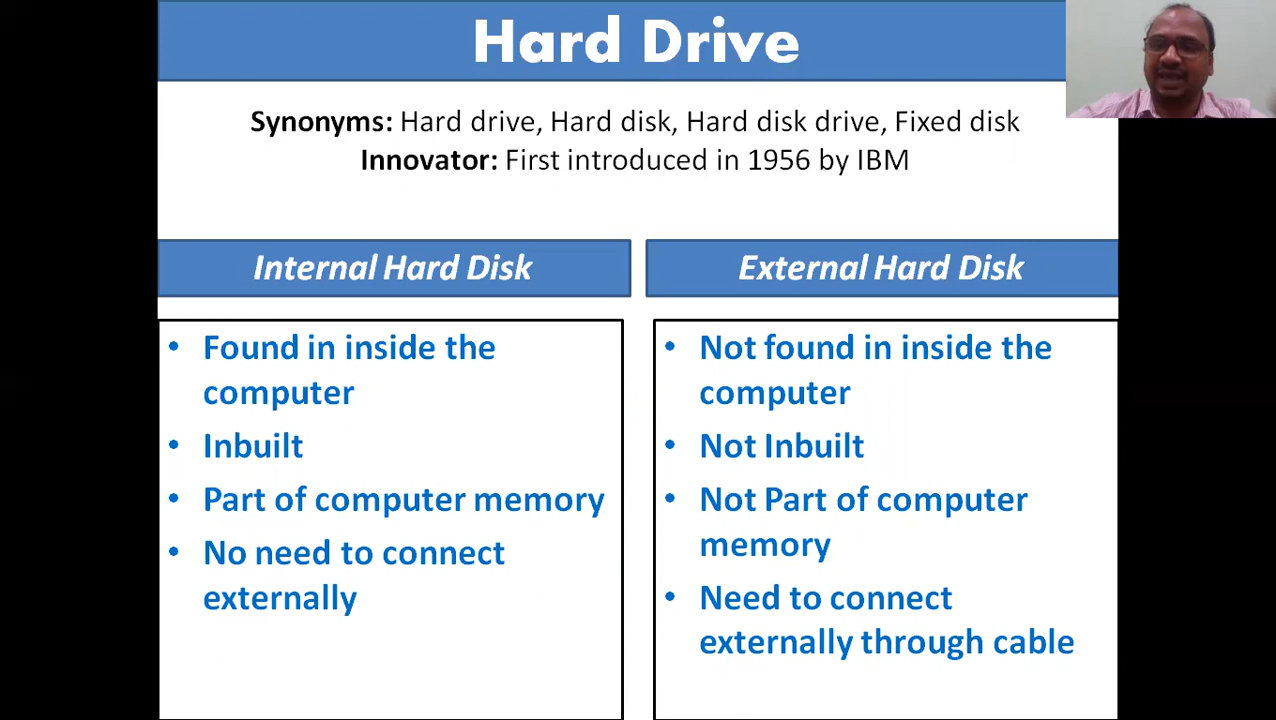 Hard Drive
Synonyms: Hard drive, Hard disk, Hard disk drive, Fixed disk
Innovator: First introduced in 1956 by IBM
Internal Hard Disk
• Found in inside the
computer
• Inbuilt
• Part of computer memory
• No need to connect
externally
External Hard Disk
• Not found in inside the
computer
• Not Inbuilt
• Not Part of computer
memory
• Need to connect
externally through cable